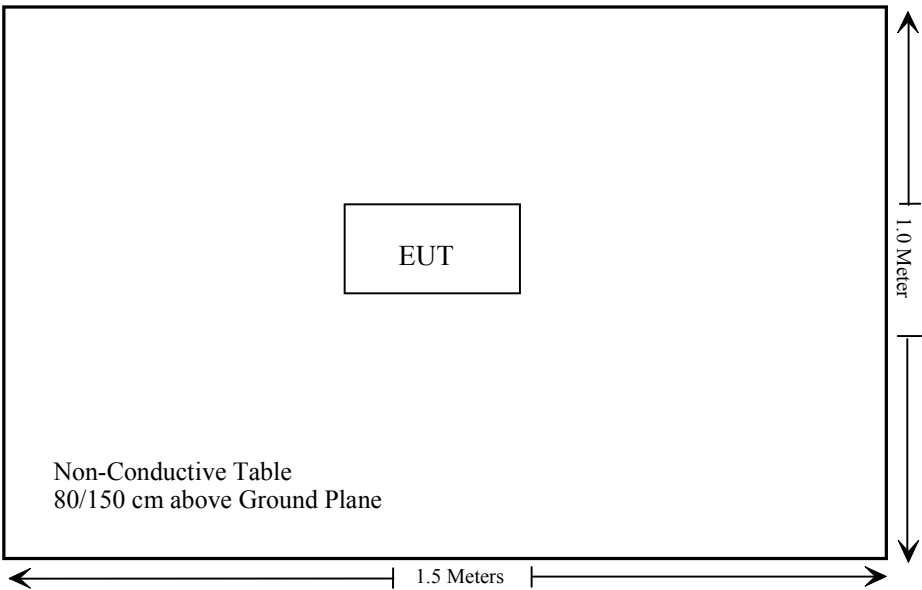 EUT
1.0 Meter
Non-Conductive Table
80/150 cm above Ground Plane
1.5 Meters